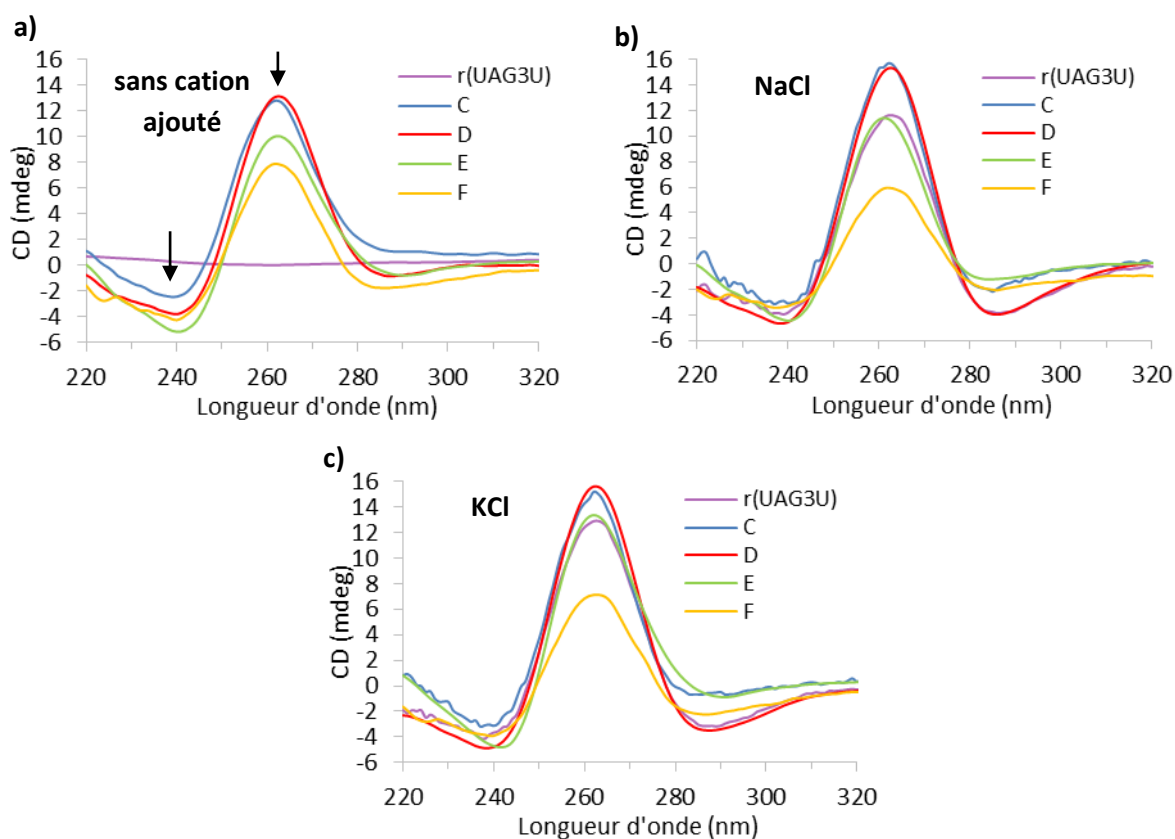 a)
16
14
12
10
8
6
4
2
0
-2
-4
-6
CD (mdeg)
sans cation
ajouté
r(UAG3U)
C
D
E
F
220 240 260 280 300 320
Longueur d'onde (nm)
b)
16
14
12
10
8
6
4
2
0
-2
-4
-6
CD (mdeg)
NaCl
r(UAG3U)
C
D
E
F
220 240 260 280 300 320
Longueur d'onde (nm)
c)
16
14
12
10
8
6
4
2
0
-2
-4
-6
CD (mdeg)
KCl
r(UAG3U)
C
D
E
F
220 240 260 280 300 320
Longueur d'onde (nm)